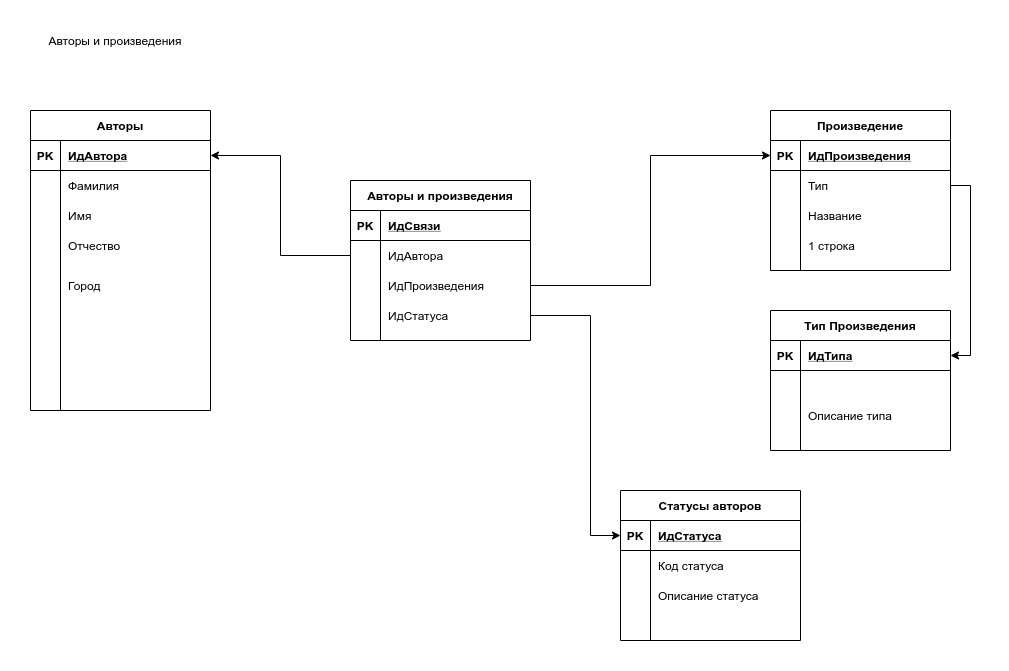 Авторы и произведения
Авторы
PK ИдАвтора
Фамилия
Имя
Отчество
Город
Авторы и произведения
PK ИдСвязи
ИдАвтора
ИдПроизведения
ИдСтатуса
Произведение
PK ИдПроизведения
Тип
Название
1 строка
Тип Произведения
PK ИдТипа
Описание типа
Статусы авторов
PK ИдСтатуса
Код статуса
Описание статуса